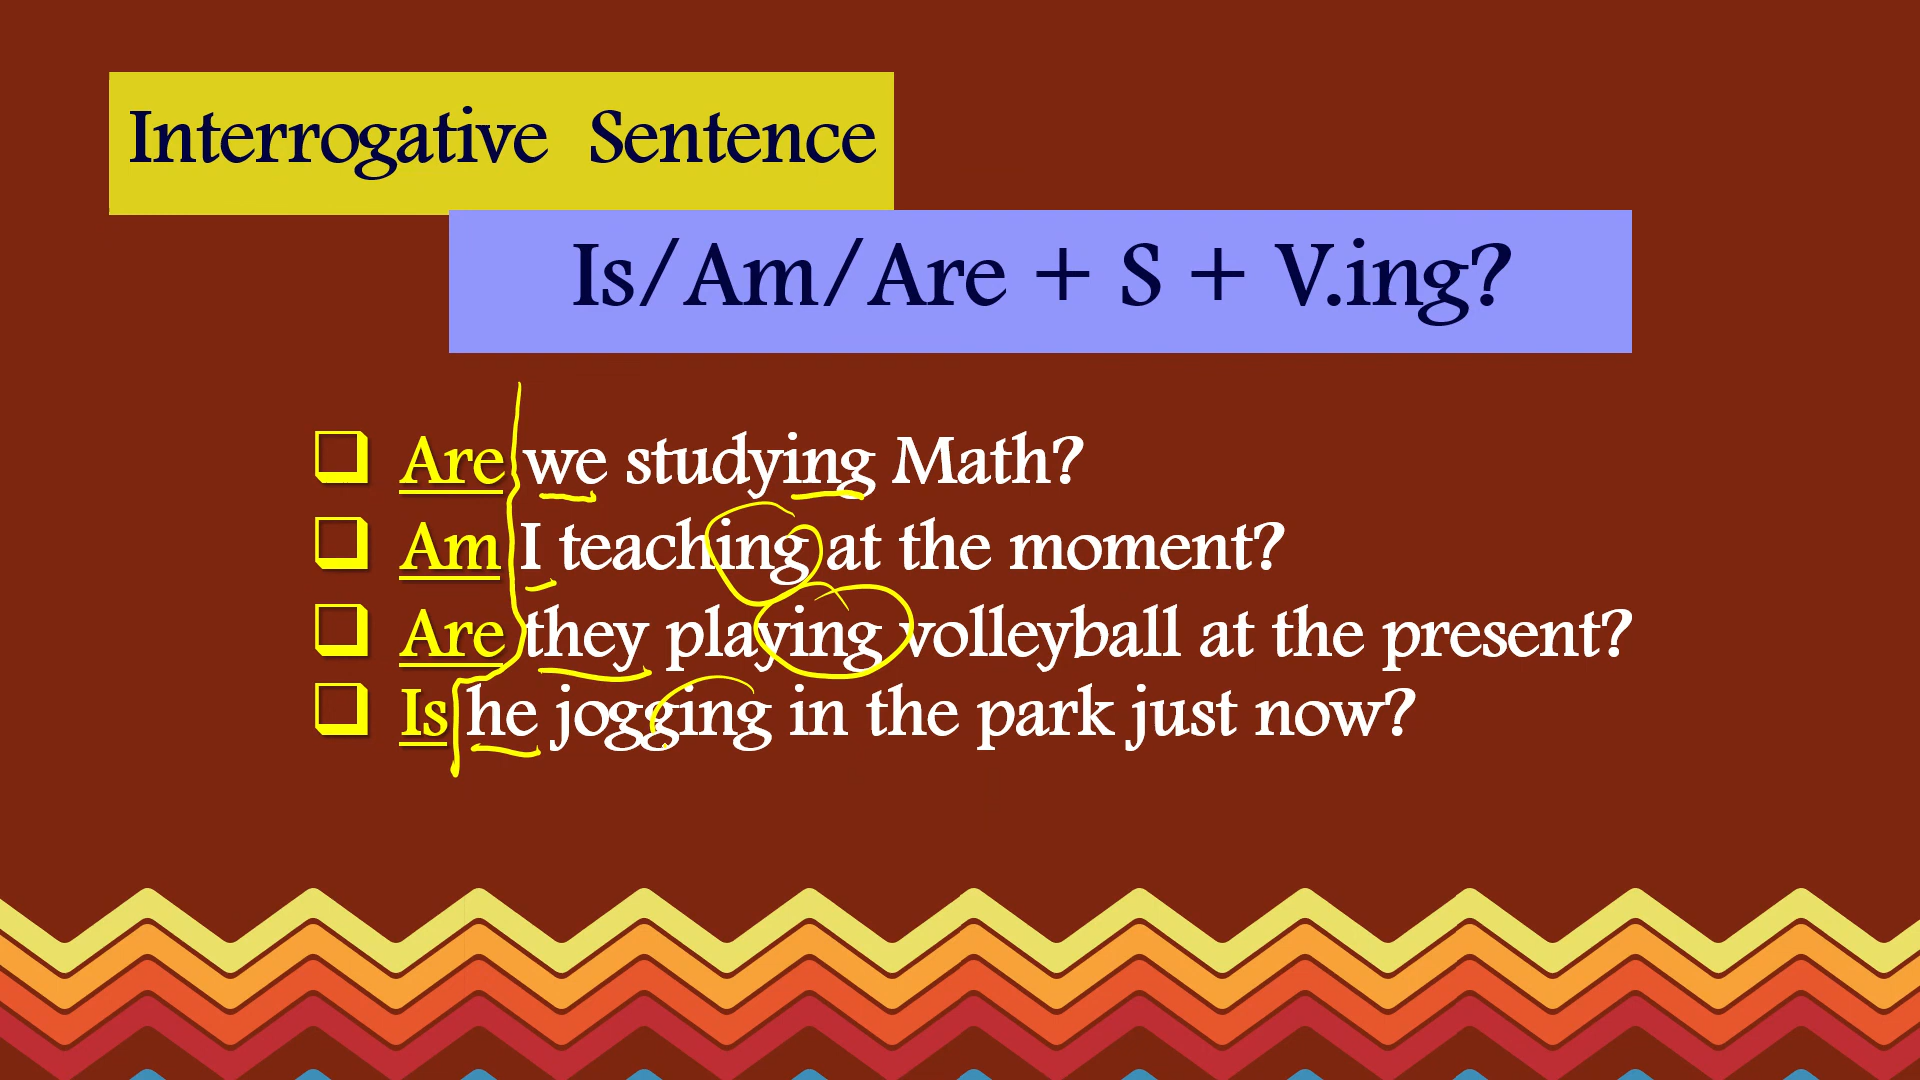 Interrogative Sentence
Is/Am/Are + S + V.ing?
Are we studying Math?
Am I teaching at the moment?
Are they playing volleyball at the present?
Is he jogging in the park just now?